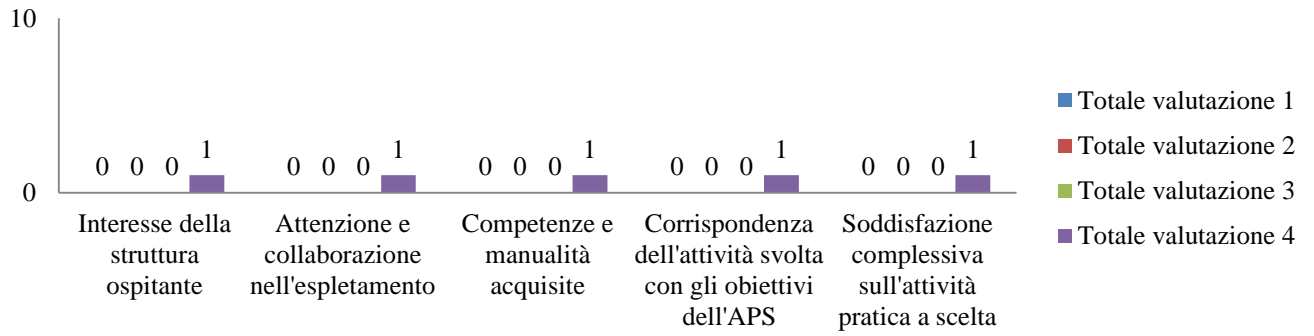 10
0
0 0 0 1
0 0 0 1
0 0 0 1
0 0 0 1
0 0 0 1
Interesse della
struttura
ospitante
Attenzione e
collaborazione
nell'espletamento
Competenze e
manualità
acquisite
Corrispondenza
dell'attività svolta
con gli obiettivi
dell'APS
Soddisfazione
complessiva
sull'attività
pratica a scelta
Totale valutazione 1
Totale valutazione 2
Totale valutazione 3
Totale valutazione 4